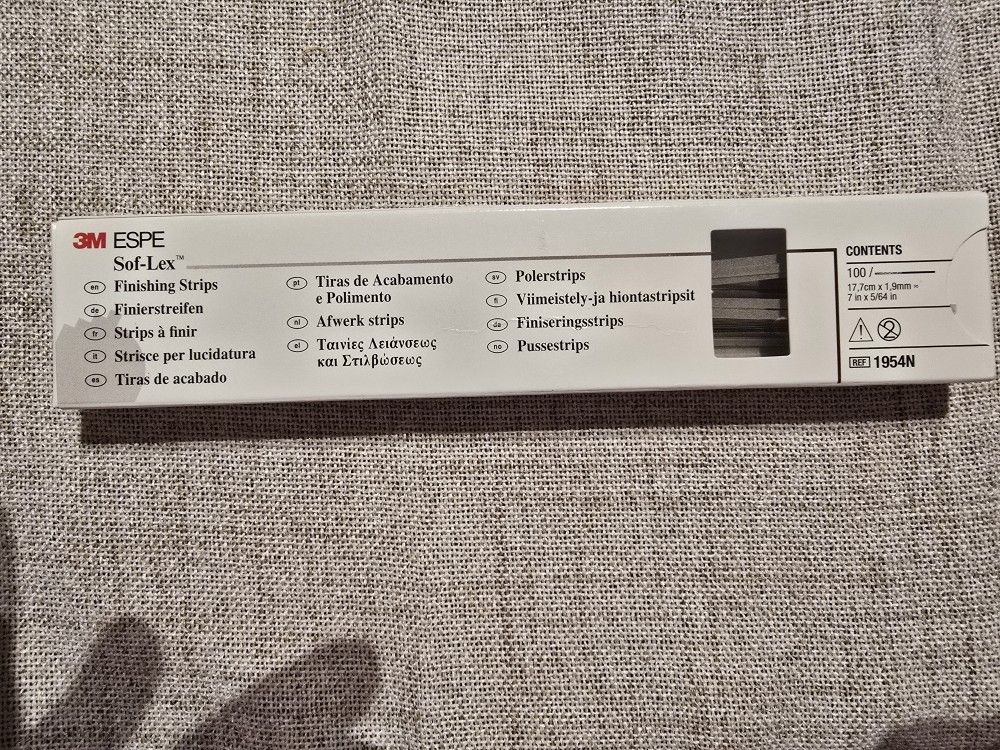 3M ESPE
Sof-Lex™
en Finishing Strips
de Finierstreifen
fr Strips à finir
it Strisce per lucidatura
es Tiras de acabado
pt Tiras de Acabamento
e Polimento
nl Afwerk strips
el Ταινίες Λειάνσεως
και Στιλβώσεως
sv Polerstrips
fi Viimeistely-ja hiontastripsit
da Finiseringsstrips
no Pussestrips
CONTENTS
100 /
17,7cm x 1,9mm ≈
7 in x 5/64 in
2
REF 1954N